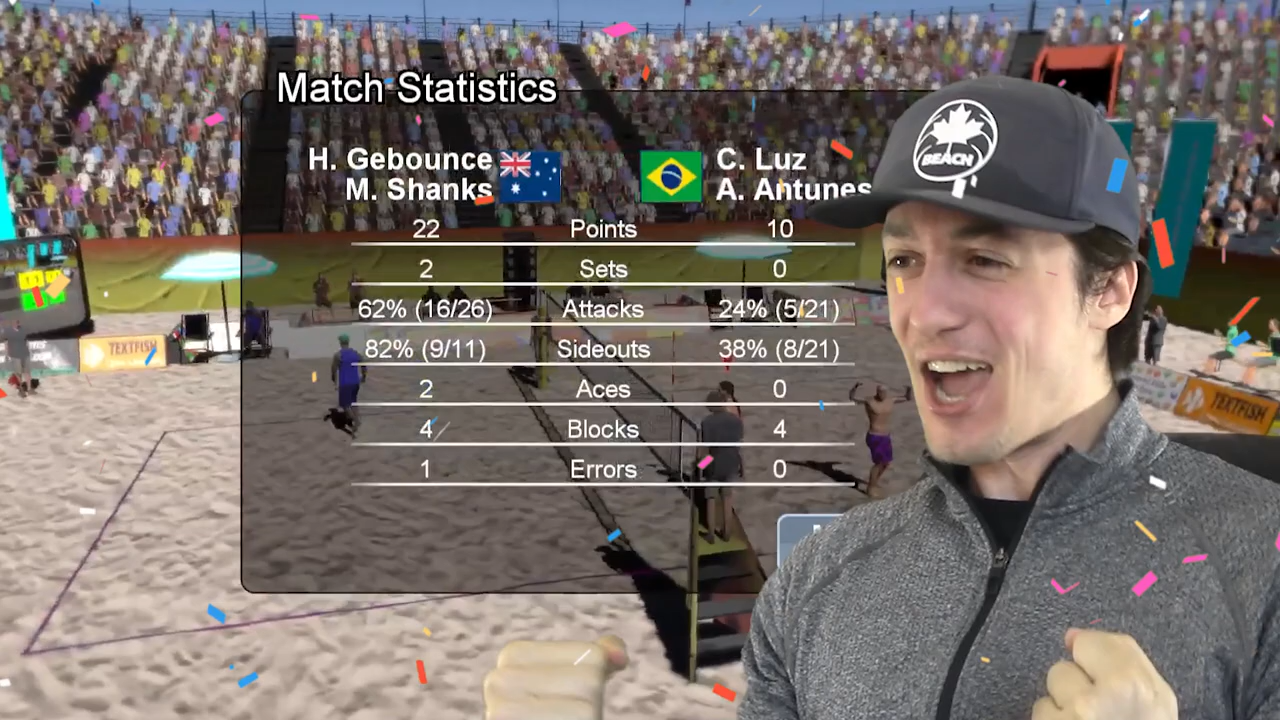 Match Statistics
H. Gebounce C. Luz
M. Shanks A. Antunes
22 Points 10
2 Sets 0
62% (16/26) Attacks 24% (5/21)
82% (9/11) Sideouts 38% (8/21)
2 Aces 0
4 Blocks 4
1 Errors 0
BEACN
TEXTFISH
TEXTFISH